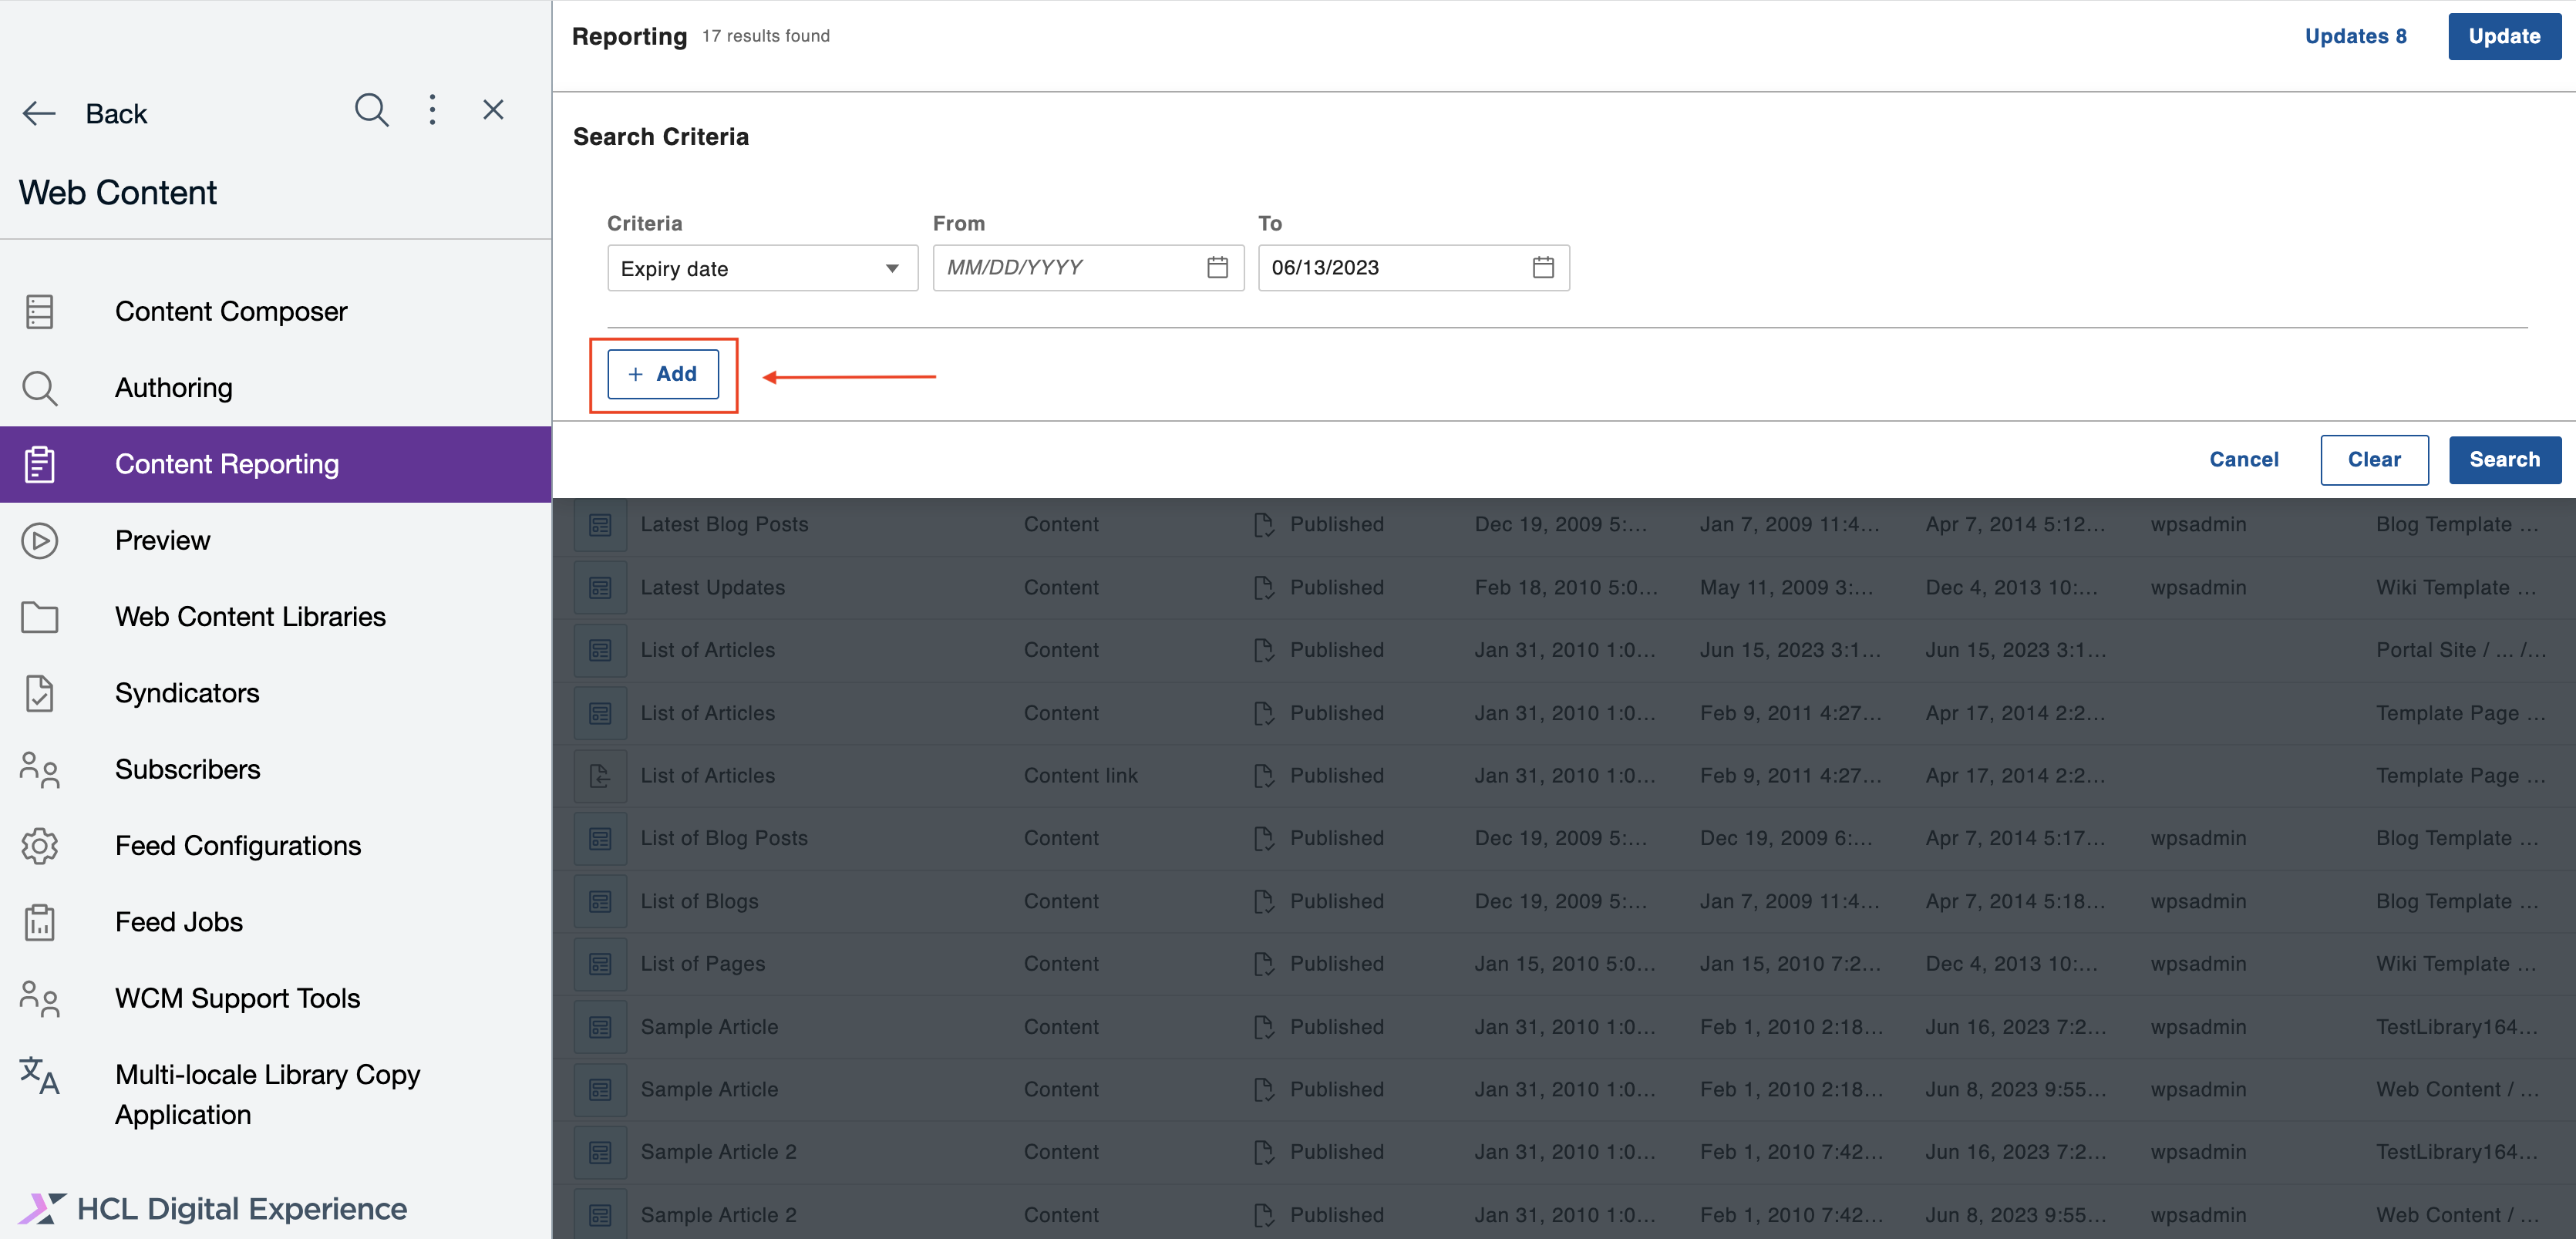 Back
Web Content
Content Composer
Authoring
Content Reporting
Preview
Web Content Libraries
Syndicators
Subscribers
Feed Configurations
Feed Jobs
WCM Support Tools
Multi-locale Library Copy
Application
HCL Digital Experience
Reporting 17 results found Updates 8 Update
Search Criteria
Criteria From To
Expiry date MM/DD/YYYY 06/13/2023
+ Add
Cancel Clear Search
Latest Blog Posts Content Published Dec 19, 2009 5:... Jan 7, 2009 11:4... Apr 7, 2014 5:12... wpsadmin Blog Template ...
Latest Updates Content Published Feb 18, 2010 5:0... May 11, 2009 3:... Dec 4, 2013 10:... wpsadmin Wiki Template ...
List of Articles Content Published Jan 31, 2010 1:0... Jun 15, 2023 3:1... Jun 15, 2023 3:1... Portal Site / ... /...
List of Articles Content Published Jan 31, 2010 1:0... Feb 9, 2011 4:27... Apr 17, 2014 2:2... Template Page ...
List of Articles Content link Published Jan 31, 2010 1:0... Feb 9, 2011 4:27... Apr 17, 2014 2:2... Template Page ...
List of Blog Posts Content Published Dec 19, 2009 5:... Dec 19, 2009 6:... Apr 7, 2014 5:17... wpsadmin Blog Template ...
List of Blogs Content Published Dec 19, 2009 5:... Jan 7, 2009 11:4... Apr 7, 2014 5:18... wpsadmin Blog Template ...
List of Pages Content Published Jan 15, 2010 5:0... Jan 15, 2010 7:2... Dec 4, 2013 10:... wpsadmin Wiki Template ...
Sample Article Content Published Jan 31, 2010 1:0... Feb 1, 2010 2:18... Jun 16, 2023 7:2... wpsadmin TestLibrary164...
Sample Article Content Published Jan 31, 2010 1:0... Feb 1, 2010 2:18... Jun 8, 2023 9:55... wpsadmin Web Content / ...
Sample Article 2 Content Published Jan 31, 2010 1:0... Feb 1, 2010 7:42... Jun 16, 2023 7:2... wpsadmin TestLibrary164...
Sample Article 2 Content Published Jan 31, 2010 1:0... Feb 1, 2010 7:42... Jun 8, 2023 9:55... wpsadmin Web Content / ...